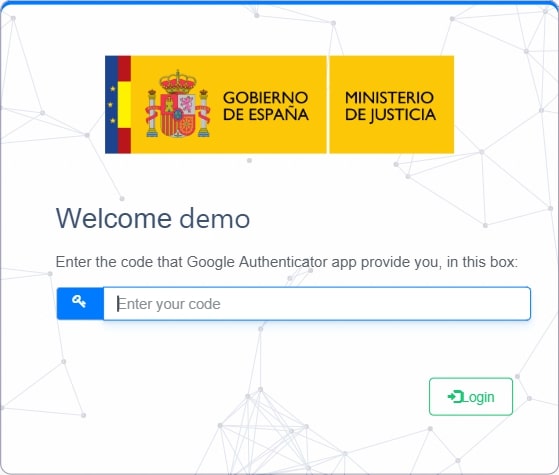 GOBIERNO
DE ESPAÑA
MINISTERIO
DE JUSTICIA
Welcome demo
Enter the code that Google Authenticator app provide you, in this box:
Enter your code
Login